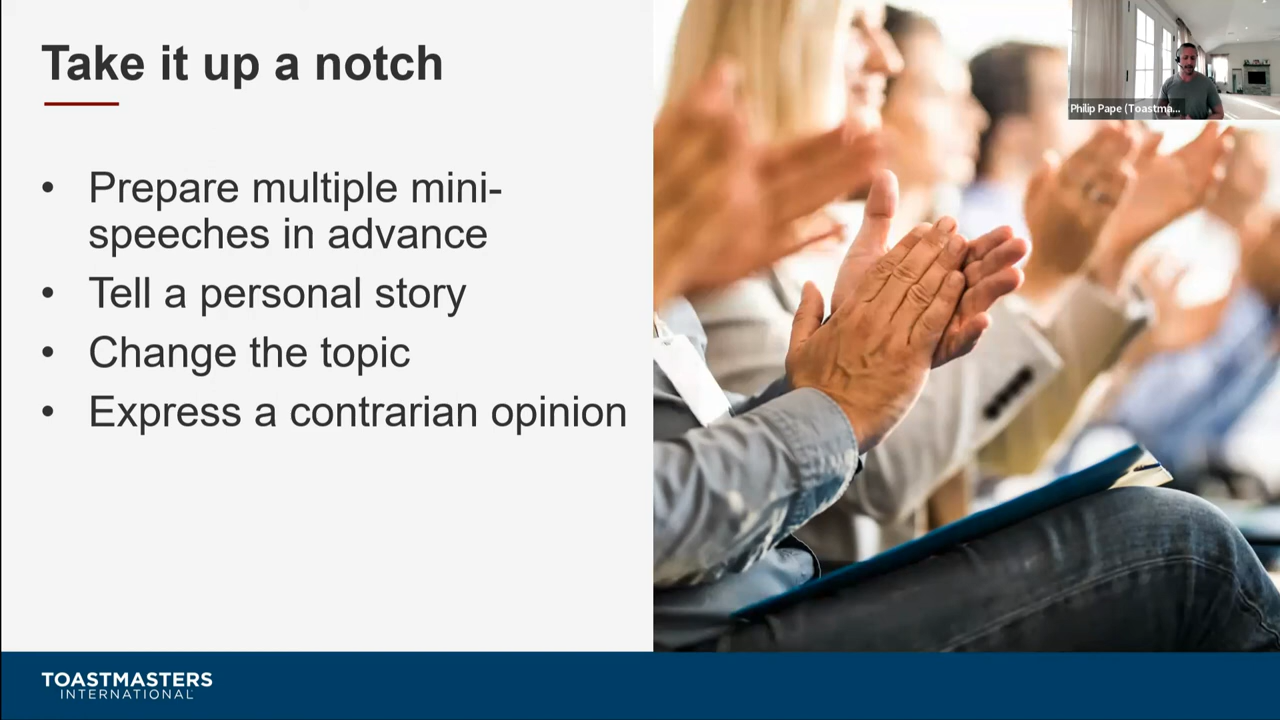 Take it up a notch
• Prepare multiple mini-
speeches in advance
• Tell a personal story
• Change the topic
• Express a contrarian opinion
Philip Pape (Toastma...
TOASTMASTERS
INTERNATIONAL